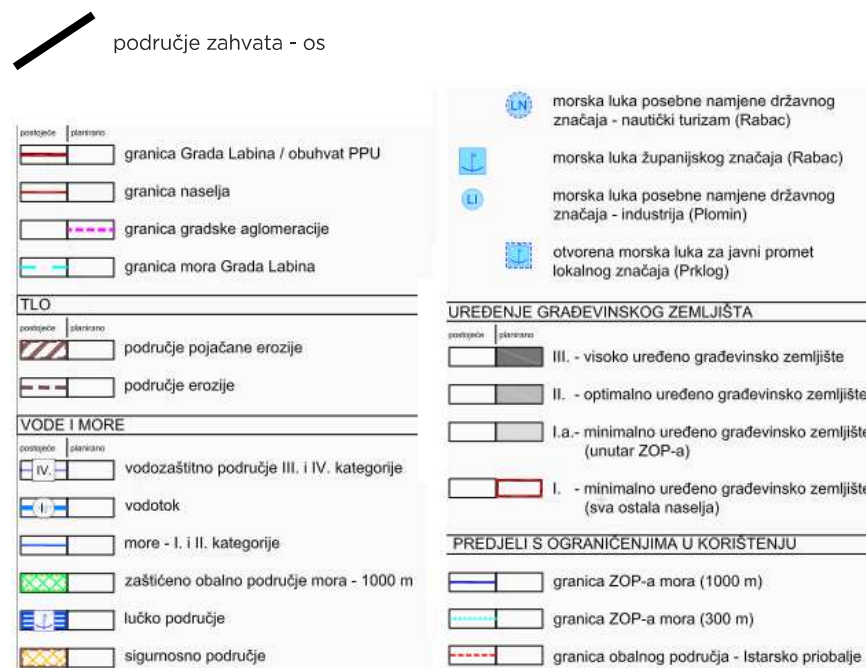 područje zahvata - os
postojeće planirano
granica Grada Labina / obuhvat PPU
granica naselja
granica gradske aglomeracije
granica mora Grada Labina
TLO
postojeće planirano
područje pojačane erozije
područje erozije
VODE I MORE
postojeće planirano
IV. vodozaštitno područje III. i IV. kategorije
I. vodotok
more - I. i II. kategorije
zaštićeno obalno područje mora - 1000 m
lučko područje
sigurnosno područje
LN morska luka posebne namjene državnog
značaja - nautički turizam (Rabac)
morska luka županijskog značaja (Rabac)
LI morska luka posebne namjene državnog
značaja - industrija (Plomin)
otvorena morska luka za javni promet
lokalnog značaja (Prklog)
UREĐENJE GRAĐEVINSKOG ZEMLJIŠTA
postojeće planirano
III. - visoko uređeno građevinsko zemljište
II. - optimalno uređeno građevinsko zemljište
I.a.- minimalno uređeno građevinsko zemljište
(unutar ZOP-a)
I. - minimalno uređeno građevinsko zemljište
(sva ostala naselja)
PREDJELI S OGRANIČENJIMA U KORIŠTENJU
granica ZOP-a mora (1000 m)
granica ZOP-a mora (300 m)
granica obalnog područja - Istarsko priobalje